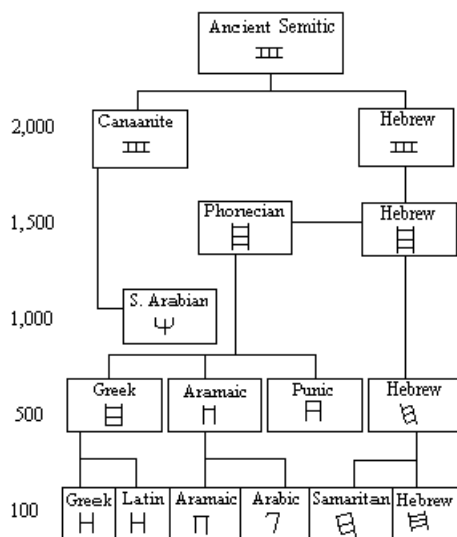 Ancient Semitic
2,000
Canaanite
Hebrew
1,500
Phonecian
Hebrew
1,000
S. Arabian
500
Greek
Aramaic
Punic
Hebrew
100
Greek
Latin
Aramaic
Arabic
Samaritan
Hebrew